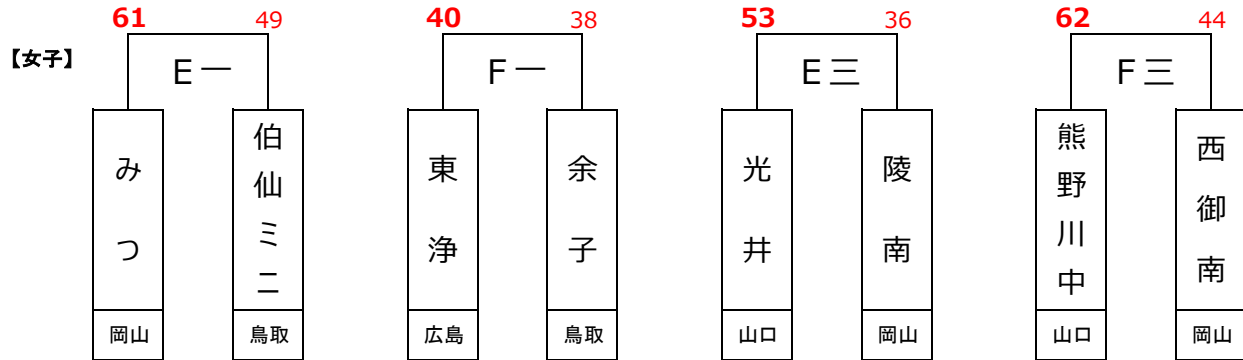 61 49 40 38 53 36 62 44
【女子】
E一 F一 E三 F三
みつ 伯仙ミニ 東浄 余子 光井 陵南 熊野川中 西御南
岡山 鳥取 広島 鳥取 山口 岡山 山口 岡山